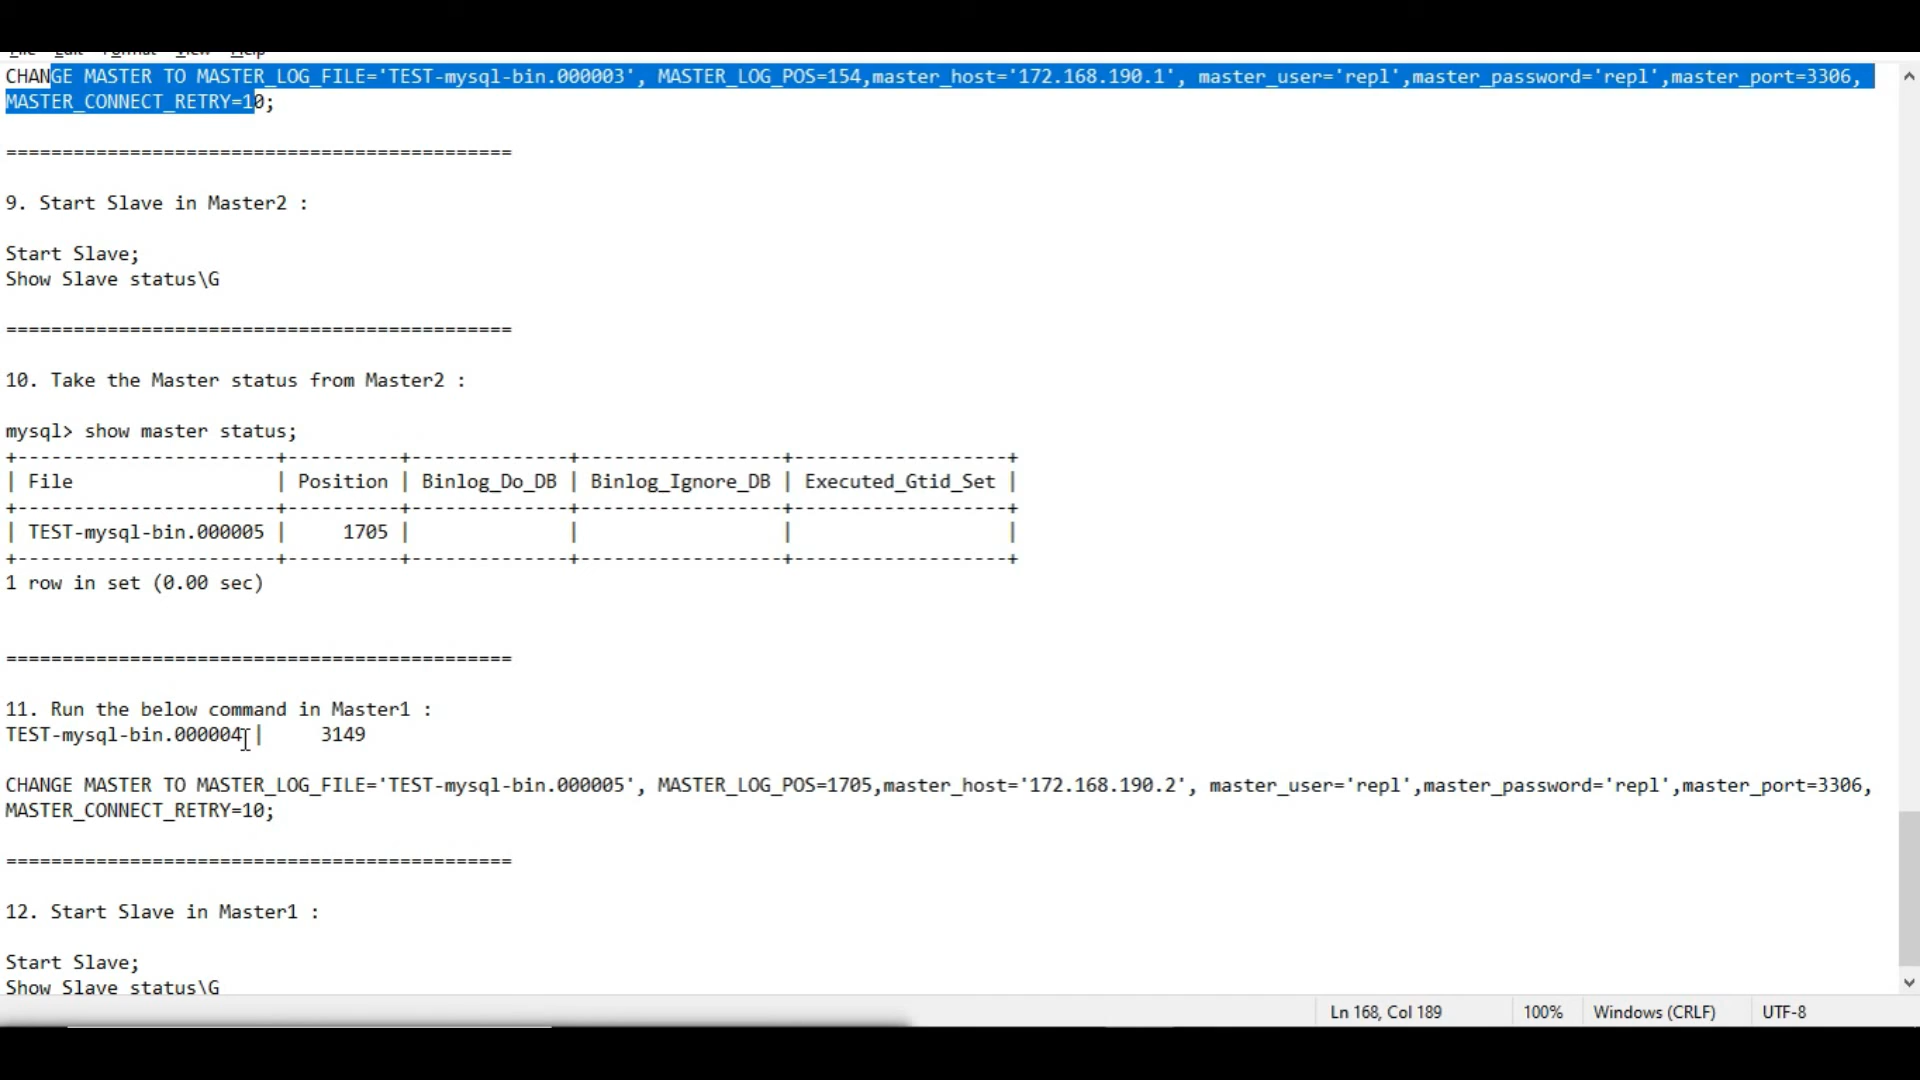 File Edit Format View Help
CHANGE MASTER TO MASTER_LOG_FILE='TEST-mysql-bin.000003', MASTER_LOG_POS=154,master_host='172.168.190.1', master_user='repl',master_password='repl',master_port=3306,
MASTER_CONNECT_RETRY=10;
=============================================
9. Start Slave in Master2 :
Start Slave;
Show Slave status\G
=============================================
10. Take the Master status from Master2 :
mysql> show master status;
+------------------------+----------+--------------+------------------+-------------------+
| File                   | Position | Binlog_Do_DB | Binlog_Ignore_DB | Executed_Gtid_Set |
+------------------------+----------+--------------+------------------+-------------------+
| TEST-mysql-bin.000005 |     1705 |              |                  |                   |
+------------------------+----------+--------------+------------------+-------------------+
1 row in set (0.00 sec)
=============================================
11. Run the below command in Master1 :
TEST-mysql-bin.000004 |     3149
CHANGE MASTER TO MASTER_LOG_FILE='TEST-mysql-bin.000005', MASTER_LOG_POS=1705,master_host='172.168.190.2', master_user='repl',master_password='repl',master_port=3306,
MASTER_CONNECT_RETRY=10;
=============================================
12. Start Slave in Master1 :
Start Slave;
Show Slave status\G
Ln 168, Col 189 100% Windows (CRLF) UTF-8